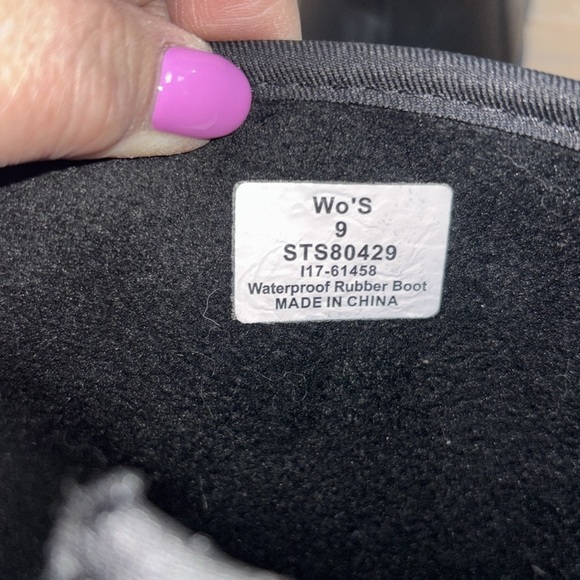 Wo'S
9
STS80429
I17-61458
Waterproof Rubber Boot
MADE IN CHINA